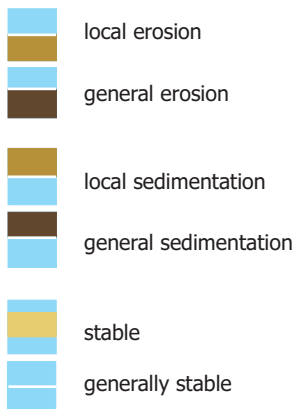 local erosion
general erosion
local sedimentation
general sedimentation
stable
generally stable